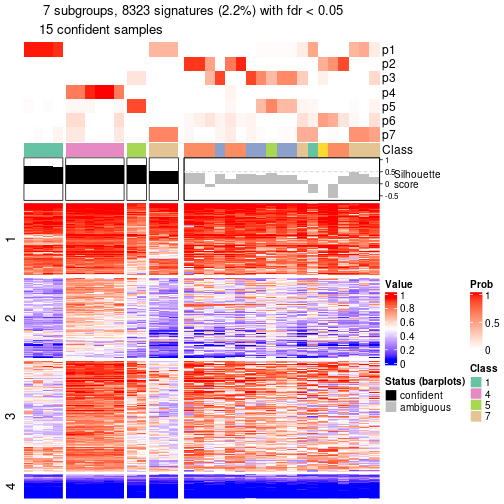 7 subgroups, 8323 signatures (2.2%) with fdr < 0.05
15 confident samples
p1
p2
p3
p4
p5
p6
p7
Class
1
0.5
0
-0.5
Silhouette
score
1
2
3
4
Value
1
0.8
0.6
0.4
0.2
0
Prob
1
0.5
0
Status (barplots)
confident
ambiguous
Class
1
4
5
7